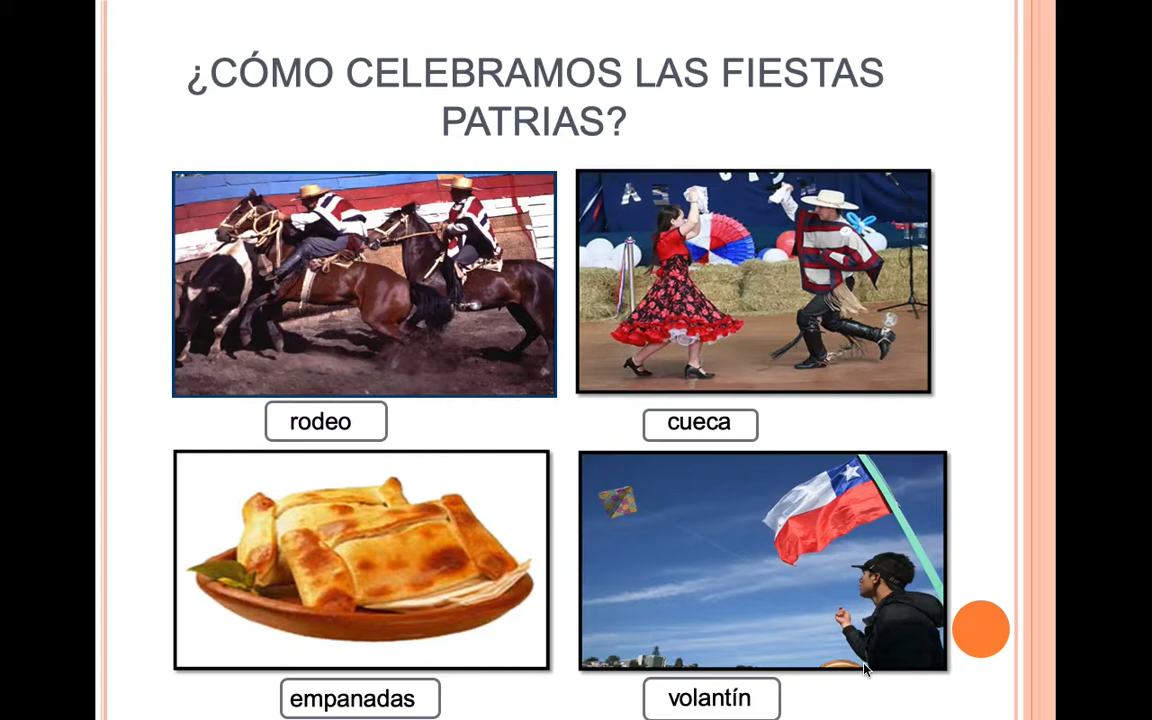 ¿CÓMO CELEBRAMOS LAS FIESTAS
PATRIAS?
rodeo
cueca
empanadas
volantín